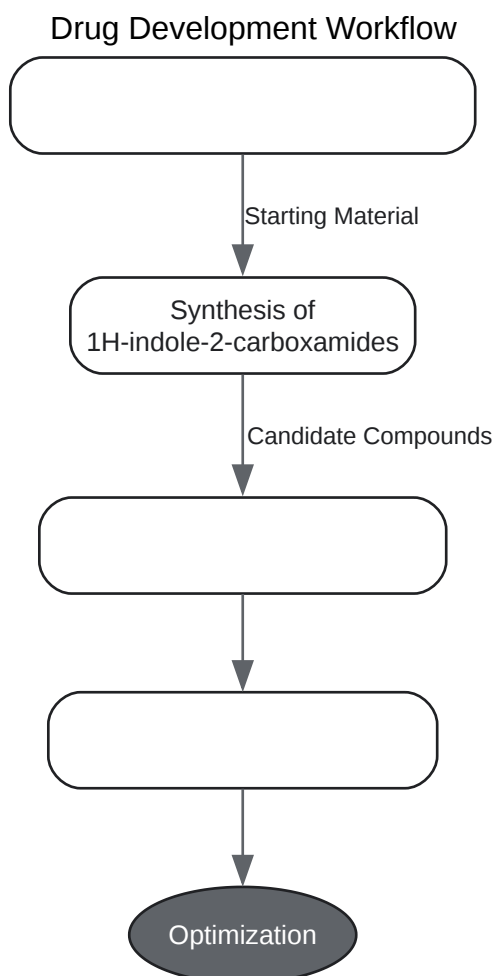 Drug Development Workflow
Starting Material
Synthesis of
1H-indole-2-carboxamides
Candidate Compounds
Optimization